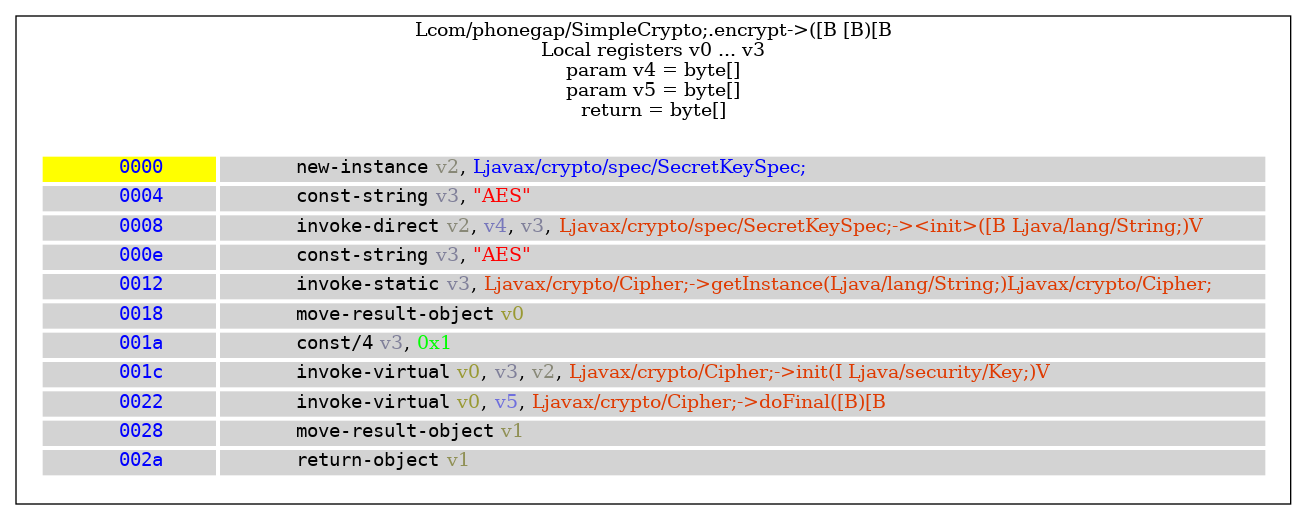 Lcom/phonegap/SimpleCrypto;.encrypt->([B [B)[B
Local registers v0 ... v3
param v4 = byte[]
param v5 = byte[]
return = byte[]
0000 new-instance v2, Ljavax/crypto/spec/SecretKeySpec;
0004 const-string v3, "AES"
0008 invoke-direct v2, v4, v3, Ljavax/crypto/spec/SecretKeySpec;-><init>([B Ljava/lang/String;)V
000e const-string v3, "AES"
0012 invoke-static v3, Ljavax/crypto/Cipher;->getInstance(Ljava/lang/String;)Ljavax/crypto/Cipher;
0018 move-result-object v0
001a const/4 v3, 0x1
001c invoke-virtual v0, v3, v2, Ljavax/crypto/Cipher;->init(I Ljava/security/Key;)V
0022 invoke-virtual v0, v5, Ljavax/crypto/Cipher;->doFinal([B)[B
0028 move-result-object v1
002a return-object v1